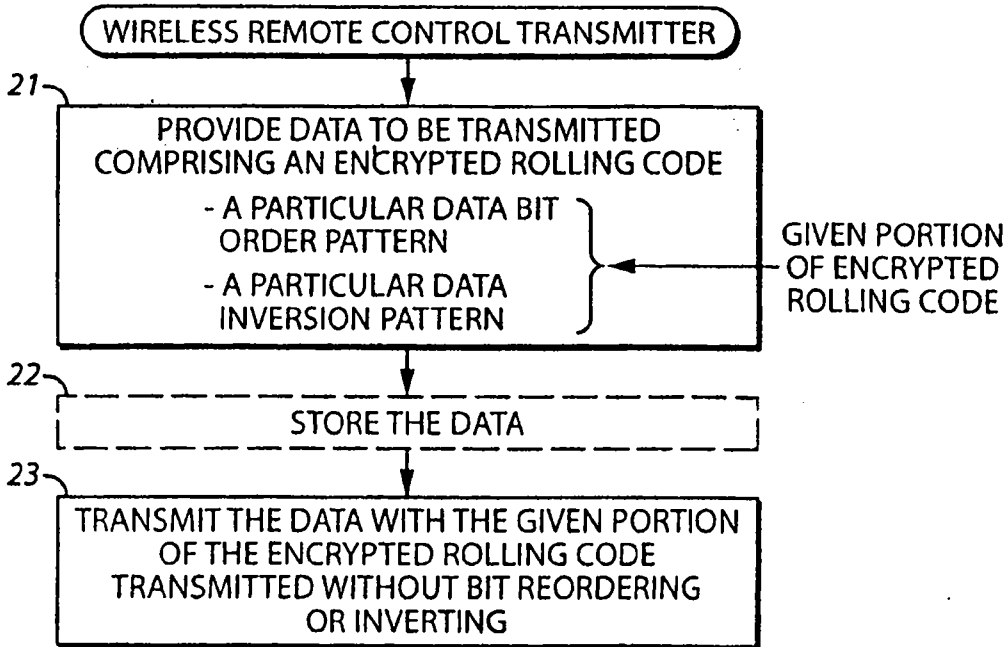 WIRELESS REMOTE CONTROL TRANSMITTER
21
PROVIDE DATA TO BE TRANSMITTED
COMPRISING AN ENCRYPTED ROLLING CODE
- A PARTICULAR DATA BIT
ORDER PATTERN
- A PARTICULAR DATA
INVERSION PATTERN
GIVEN PORTION
OF ENCRYPTED
ROLLING CODE
22
STORE THE DATA
23
TRANSMIT THE DATA WITH THE GIVEN PORTION
OF THE ENCRYPTED ROLLING CODE
TRANSMITTED WITHOUT BIT REORDERING
OR INVERTING